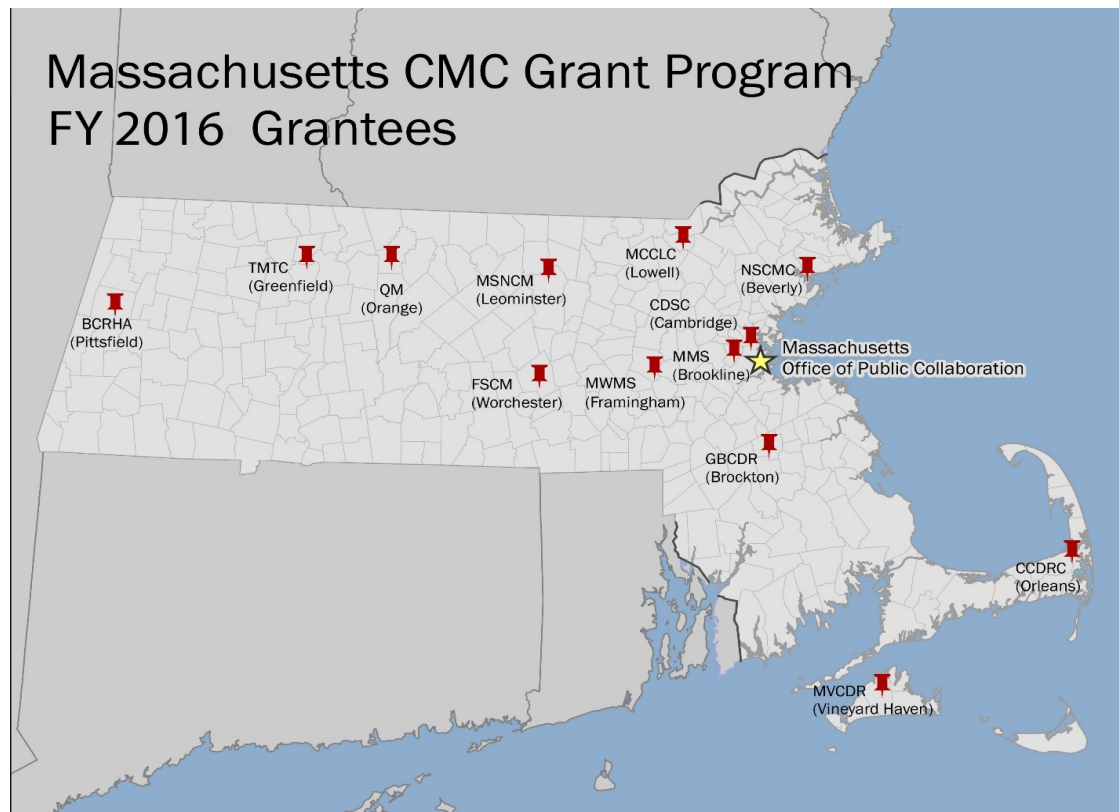 Massachusetts CMC Grant Program
FY 2016 Grantees
MCCLC
(Lowell)
TMTC
(Greenfield)
QM
(Orange)
MSNCM
(Leominster)
NSCMC
(Beverly)
BCRHA
(Pittsfield)
CDSC
(Cambridge)
MMS
(Brookline)
Massachusetts
Office of Public Collaboration
FSCM
(Worchester)
MWMS
(Framingham)
GBCDR
(Brockton)
CCDRC
(Orleans)
MVCDR
(Vineyard Haven)